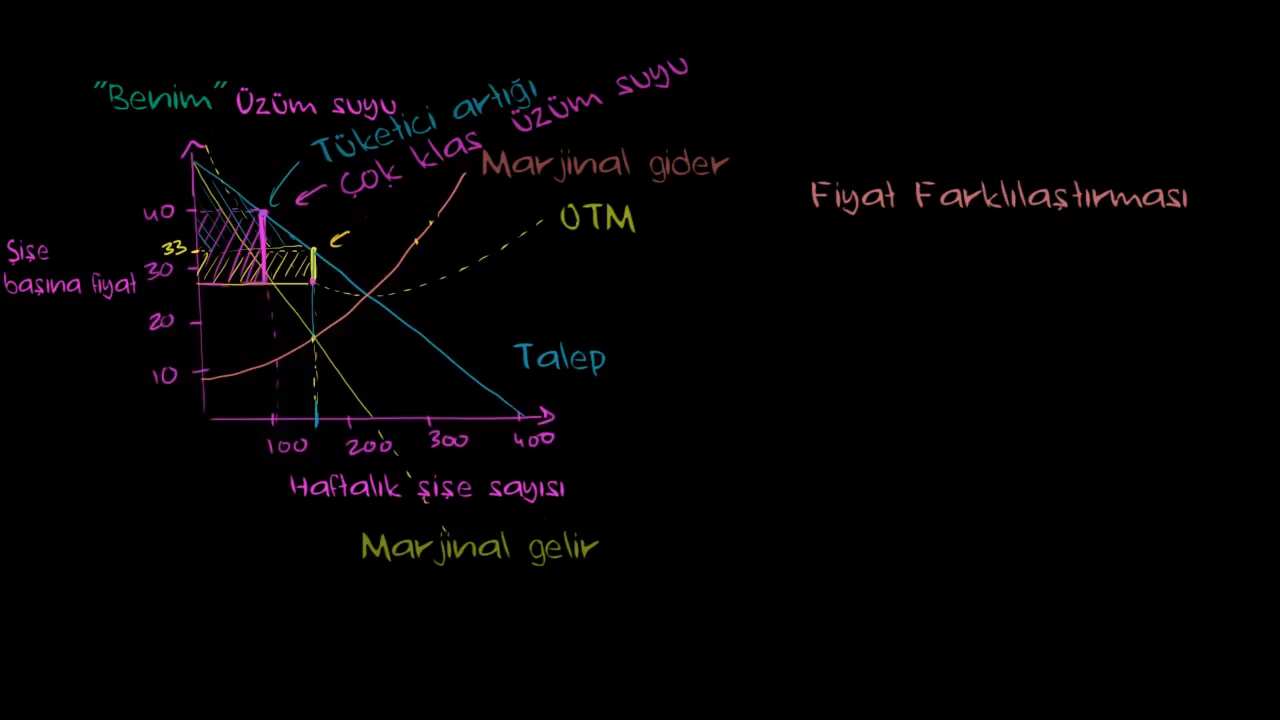 "Benim" Üzüm suyu
Tüketici artığı
çok klas üzüm suyu
Marjinal gider
OTM
Fiyat Farklılaştırması
Şişe
başına fiyat
40
33
30
20
10
Talep
100 200 300 400
Haftalık şişe sayısı
Marjinal gelir